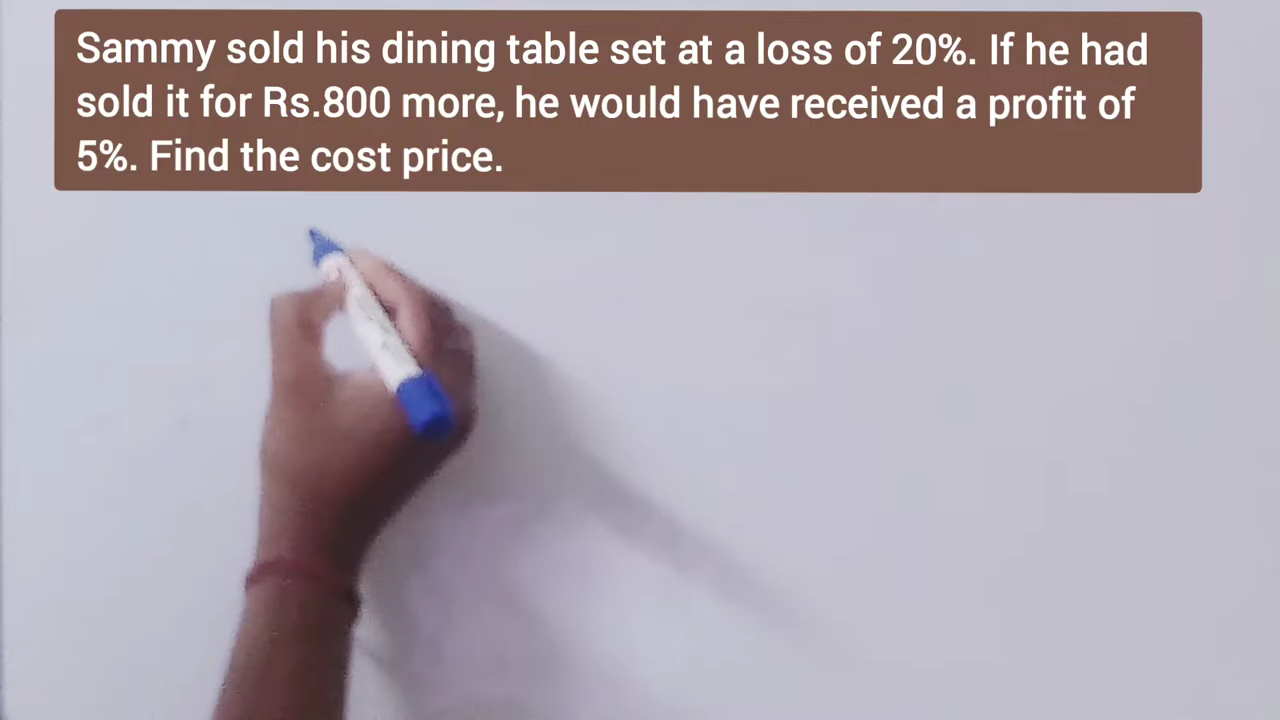 Sammy sold his dining table set at a loss of 20%. If he had
sold it for Rs.800 more, he would have received a profit of
5%. Find the cost price.